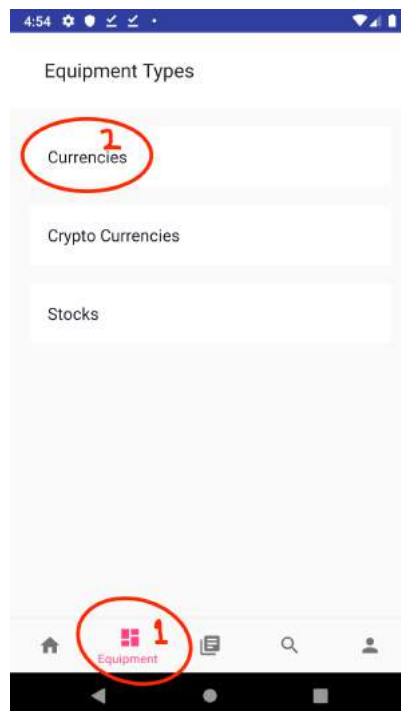 4:54
Equipment Types
2
Currencies
Crypto Currencies
Stocks
1
Equipment